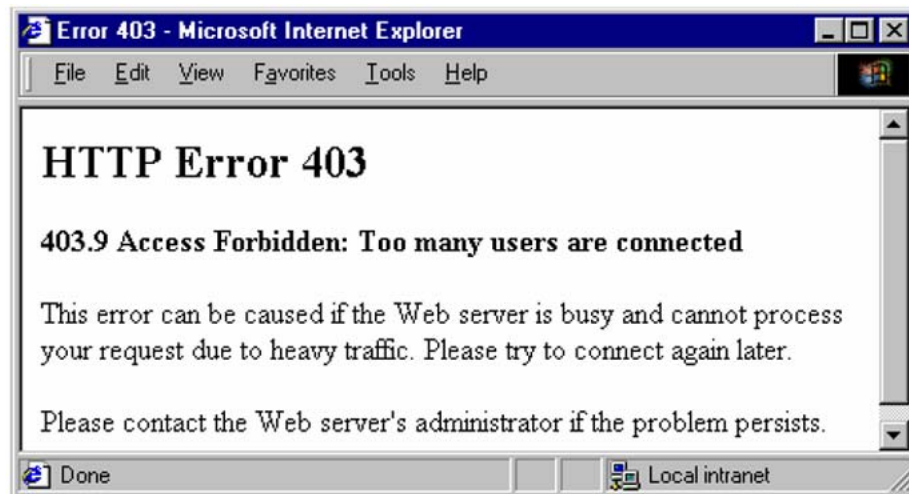 Error 403 - Microsoft Internet Explorer
File Edit View Favorites Tools Help
HTTP Error 403
403.9 Access Forbidden: Too many users are connected
This error can be caused if the Web server is busy and cannot process
your request due to heavy traffic. Please try to connect again later.
Please contact the Web server's administrator if the problem persists.
Done Local intranet